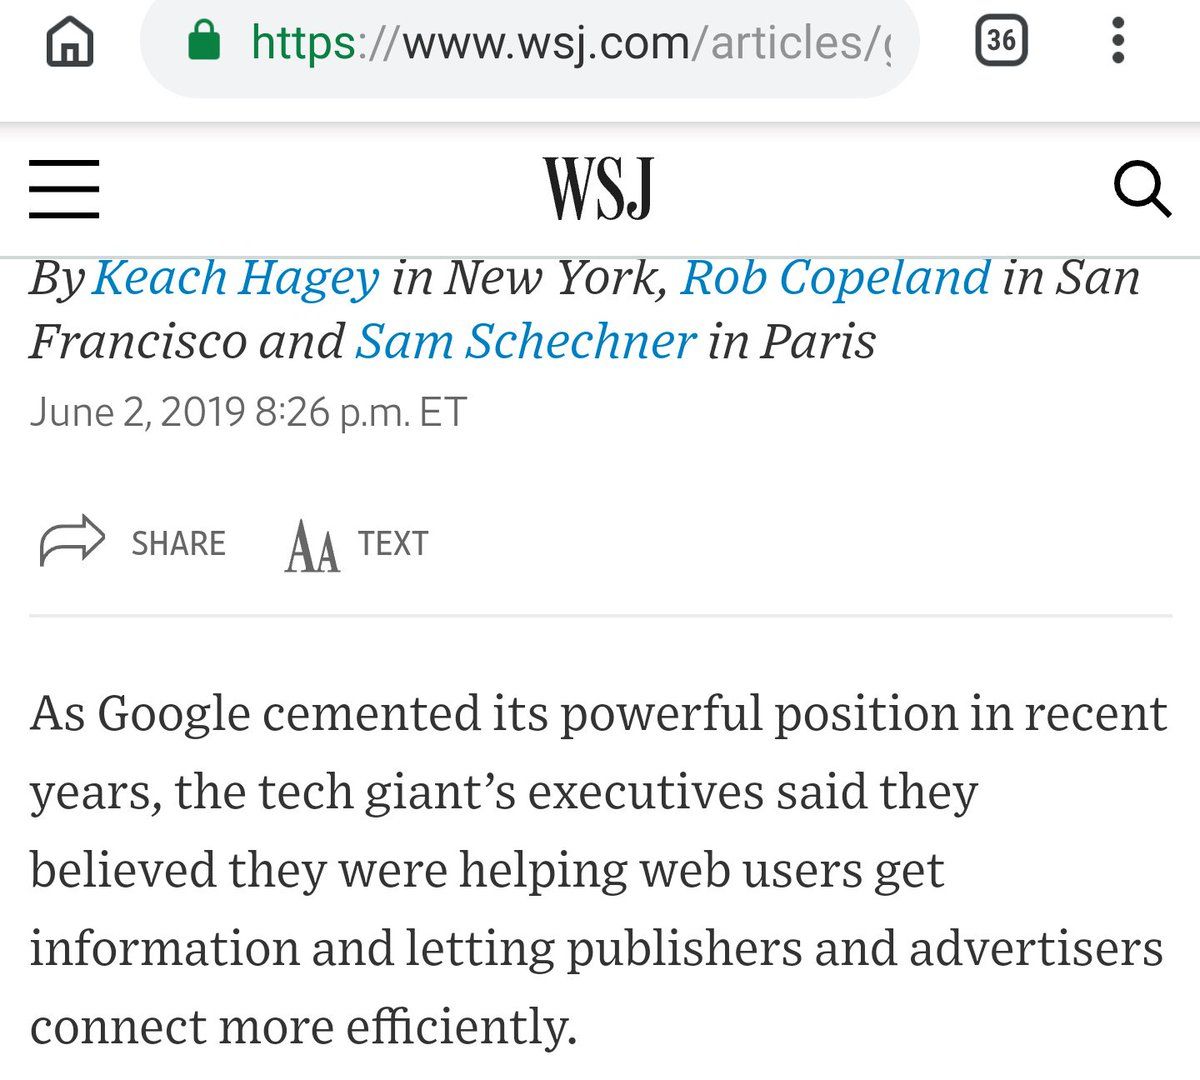 https://www.wsj.com/articles/
36
WSJ
By Keach Hagey in New York, Rob Copeland in San
Francisco and Sam Schechner in Paris
June 2, 2019 8:26 p.m. ET
SHARE AA TEXT
As Google cemented its powerful position in recent
years, the tech giant’s executives said they
believed they were helping web users get
information and letting publishers and advertisers
connect more efficiently.